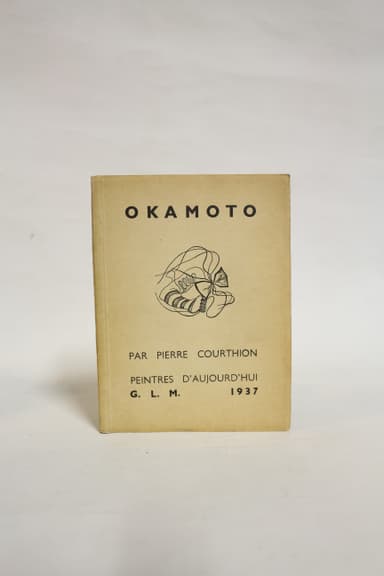 OKAMOTO
PAR PIERRE COURTHION
PEINTRES D'AUJOURD'HUI
G. L. M. 1937